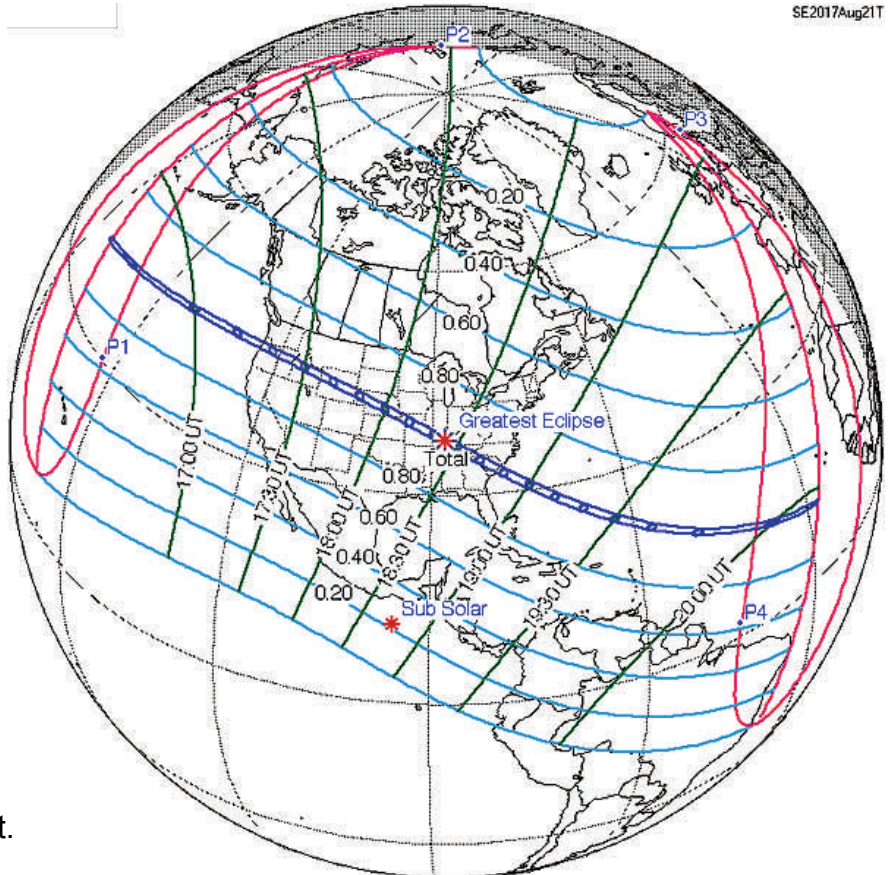 SE2017Aug21T
P2
P3
0.20
0.40
0.60
P1
0.80
Greatest Eclipse
Total
17:00 UT
0.80
17:30 UT
0.60
18:00 UT
0.40
18:30 UT
19:00 UT
0.20
Sub Solar
19:30 UT
20:00 UT
P4
t.